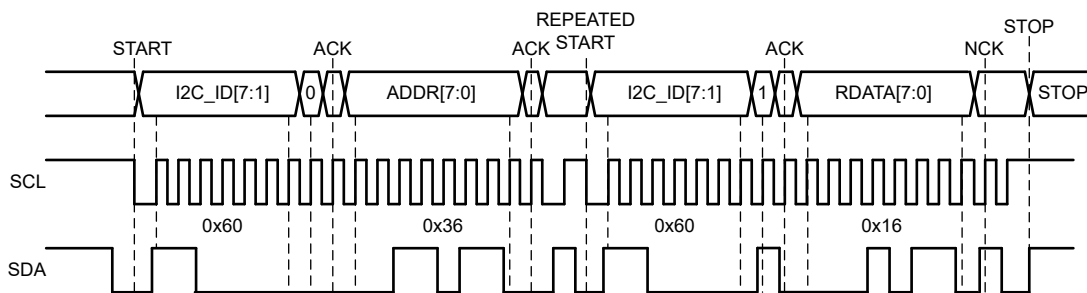 REPEATED
START
STOP
START ACK ACK ACK NCK
I2C_ID[7:1] 0 ADDR[7:0] I2C_ID[7:1] 1 RDATA[7:0] STOP
SCL
0x60 0x36 0x60 0x16
SDA